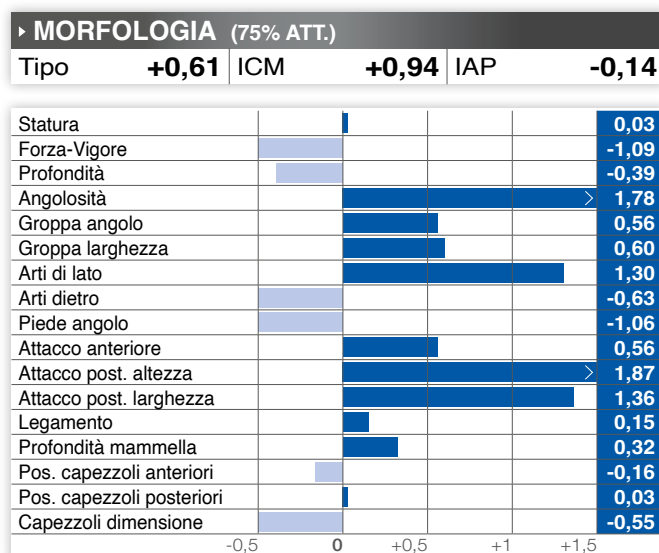 MORFOLOGIA (75% ATT.)
Tipo +0,61 ICM +0,94 IAP -0,14
Statura 0,03
Forza-Vigore -1,09
Profondità -0,39
Angolosità 1,78
Groppa angolo 0,56
Groppa larghezza 0,60
Arti di lato 1,30
Arti dietro -0,63
Piede angolo -1,06
Attacco anteriore 0,56
Attacco post. altezza 1,87
Attacco post. larghezza 1,36
Legamento 0,15
Profondità mammella 0,32
Pos. capezzoli anteriori -0,16
Pos. capezzoli posteriori 0,03
Capezzoli dimensione -0,55
-0,5 0 +0,5 +1 +1,5